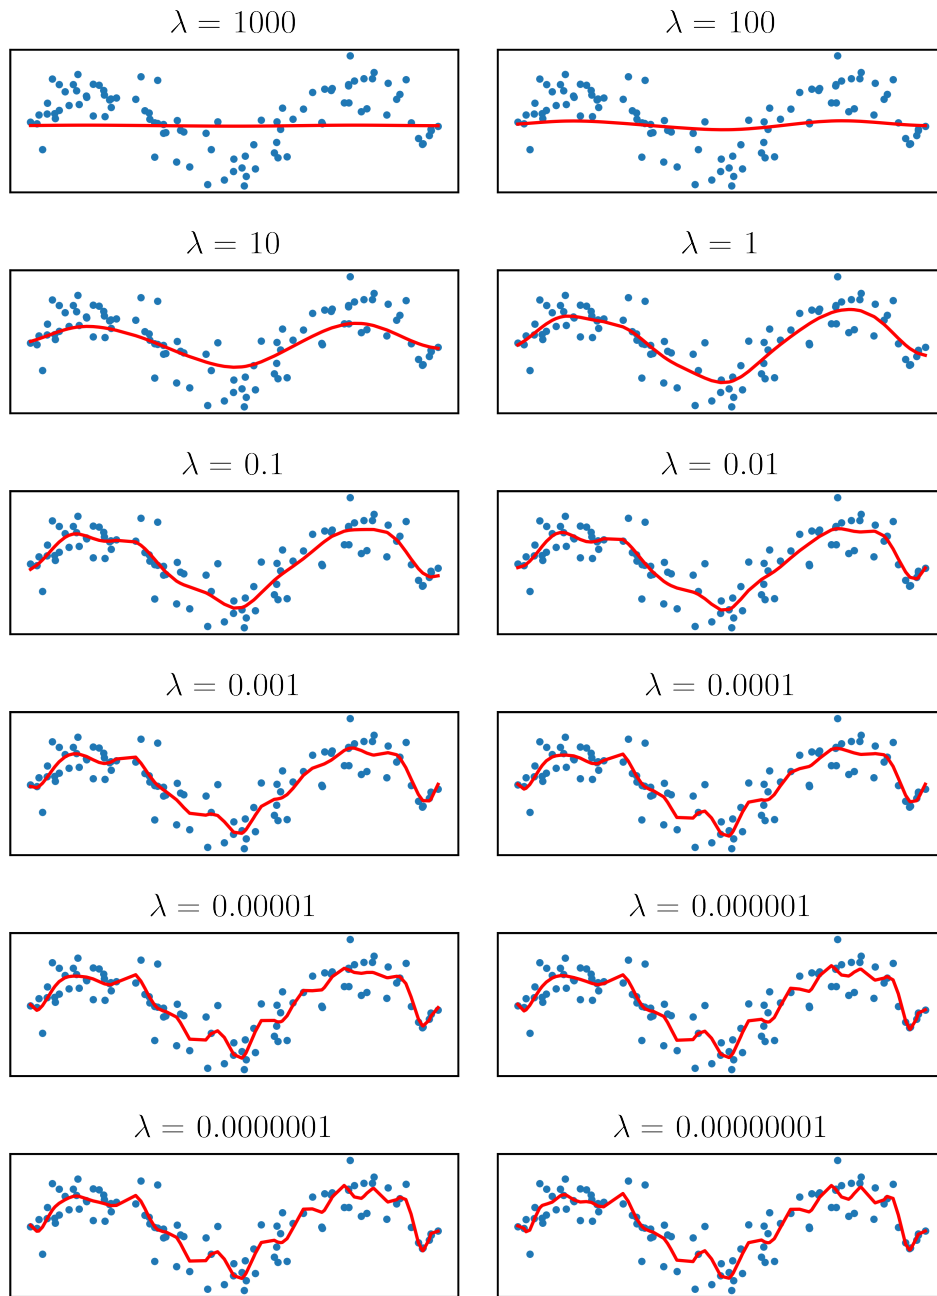 λ = 1000
λ = 100
λ = 10
λ = 1
λ = 0.1
λ = 0.01
λ = 0.001
λ = 0.0001
λ = 0.00001
λ = 0.000001
λ = 0.0000001
λ = 0.00000001